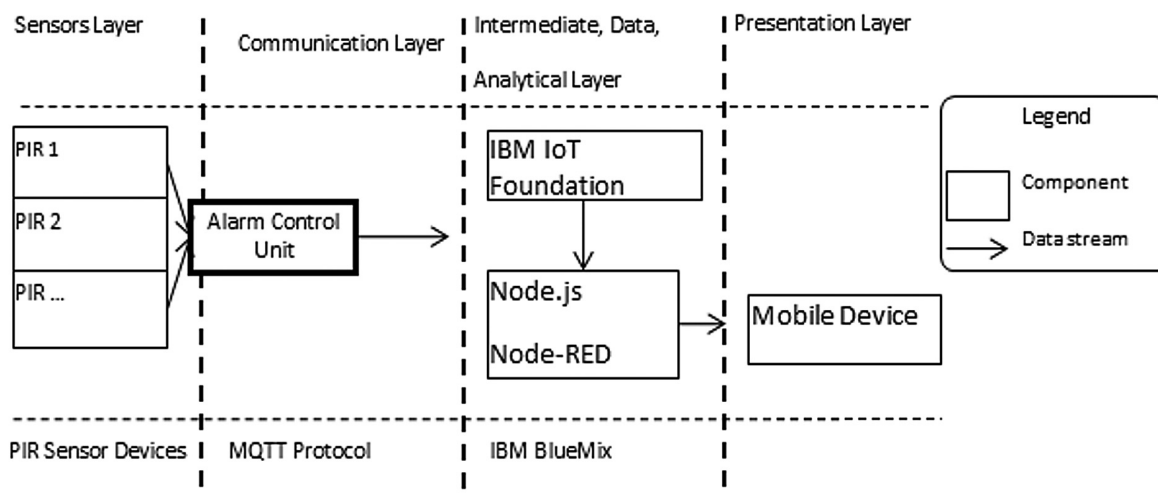 Sensors Layer
Communication Layer
Intermediate, Data,
Analytical Layer
Presentation Layer
PIR 1
PIR 2
PIR ...
Alarm Control
Unit
IBM IoT
Foundation
Node.js
Node-RED
Mobile Device
Legend
Component
Data stream
PIR Sensor Devices
MQTT Protocol
IBM BlueMix